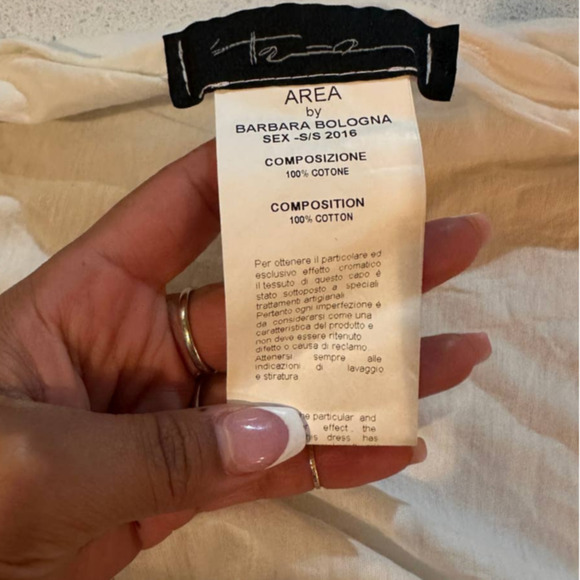 AREA
by
BARBARA BOLOGNA
SEX -S/S 2016
COMPOSIZIONE
100% COTONE
COMPOSITION
100% COTTON
Per ottenere il particolare ed
esclusivo effetto cromatico
il tessuto di questo capo è
stato sottoposto a speciali
trattamenti artigianali.
Pertanto ogni imperfezione è
da considerarsi come una
caratteristica del prodotto e
non deve essere ritenuto
difetto o causa di reclamo.
Attenersi sempre alle
indicazioni di lavaggio
e stiratura
particular and
effect . the
dress has